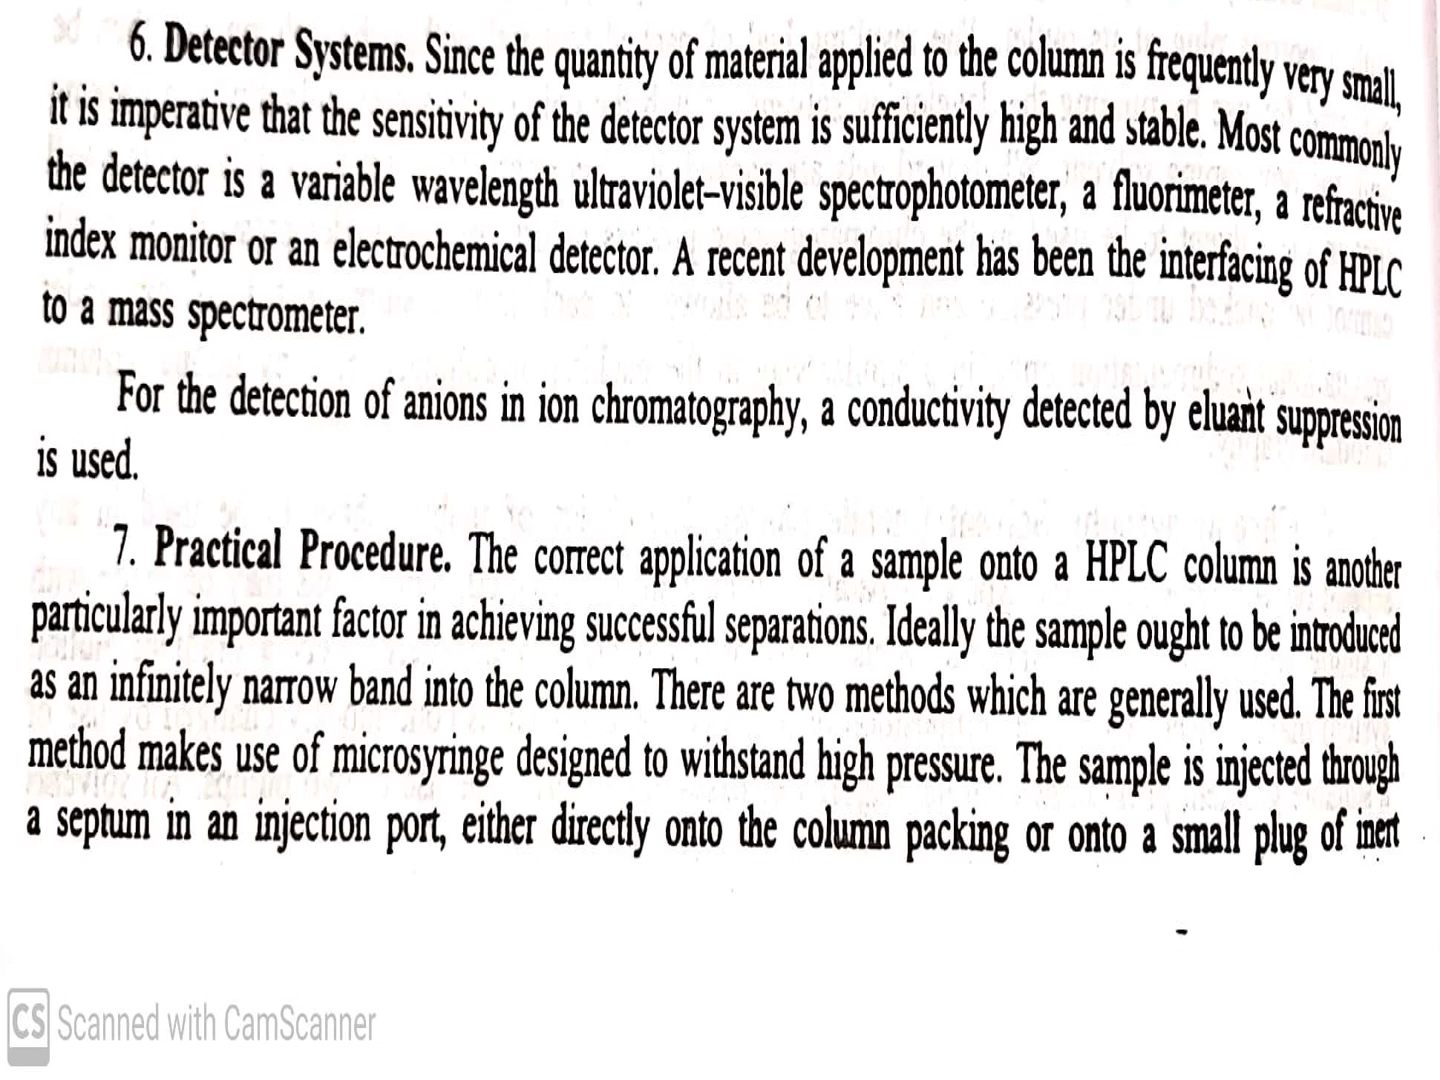 6. Detector Systems. Since the quantity of material applied to the column is frequently very small,
it is imperative that the sensitivity of the detector system is sufficiently high and stable. Most commonly
the detector is a variable wavelength ultraviolet–visible spectrophotometer, a fluorimeter, a refractive
index monitor or an electrochemical detector. A recent development has been the interfacing of HPLC
to a mass spectrometer.
For the detection of anions in ion chromatography, a conductivity detected by eluant suppression
is used.
7. Practical Procedure. The correct application of a sample onto a HPLC column is another
particularly important factor in achieving successful separations. Ideally the sample ought to be introduced
as an infinitely narrow band into the column. There are two methods which are generally used. The first
method makes use of microsyringe designed to withstand high pressure. The sample is injected through
a septum in an injection port, either directly onto the column packing or onto a small plug of inert
CS Scanned with CamScanner